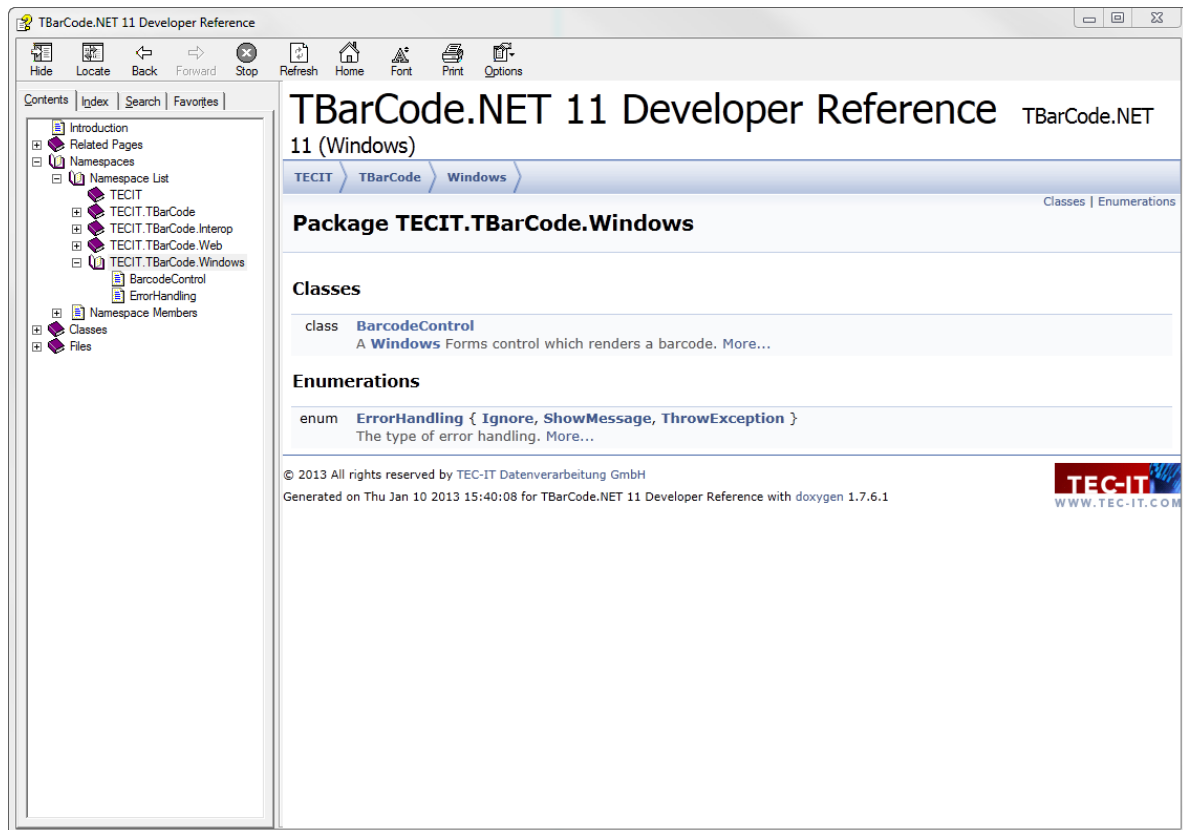 TBarCode.NET 11 Developer Reference
Hide Locate Back Forward Stop Refresh Home Font Print Options
Contents Index Search Favorites
Introduction
Related Pages
Namespaces
Namespace List
TECIT
TECIT.TBarCode
TECIT.TBarCode.Interop
TECIT.TBarCode.Web
TECIT.TBarCode.Windows
BarcodeControl
ErrorHandling
Namespace Members
Classes
Files
TBarCode.NET 11 Developer Reference TBarCode.NET
11 (Windows)
TECIT TBarCode Windows
Classes | Enumerations
Package TECIT.TBarCode.Windows
Classes
class BarcodeControl
A Windows Forms control which renders a barcode. More...
Enumerations
enum ErrorHandling { Ignore, ShowMessage, ThrowException }
The type of error handling. More...
© 2013 All rights reserved by TEC-IT Datenverarbeitung GmbH
Generated on Thu Jan 10 2013 15:40:08 for TBarCode.NET 11 Developer Reference with doxygen 1.7.6.1
TEC-IT
WWW.TEC-IT.COM